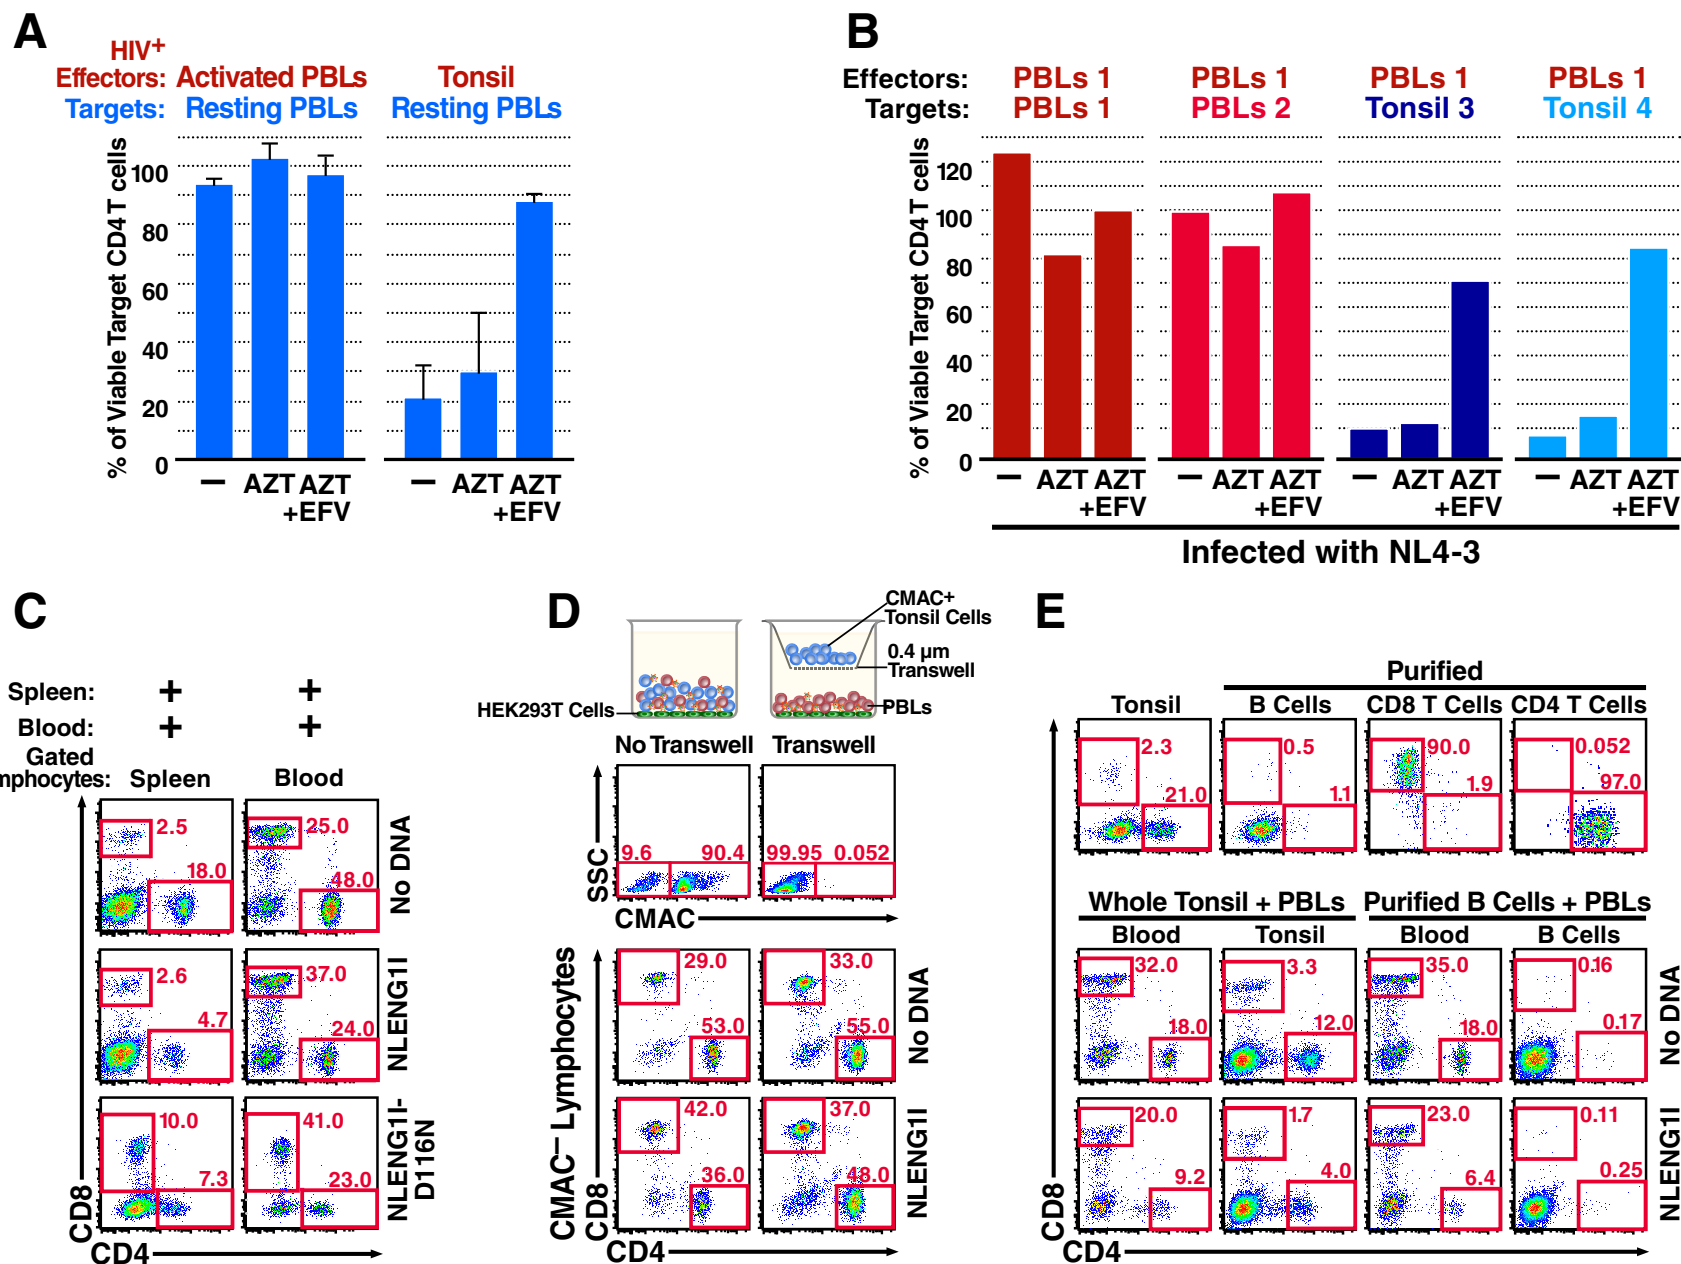 A
HIV+
Effectors: Activated PBLs Tonsil
Targets: Resting PBLs Resting PBLs
% of Viable Target CD4 T cells
100
80
60
40
20
0
— AZT AZT — AZT AZT
+EFV +EFV
B
Effectors: PBLs 1 PBLs 1 PBLs 1 PBLs 1
Targets: PBLs 1 PBLs 2 Tonsil 3 Tonsil 4
% of Viable Target CD4 T cells
120
100
80
60
40
20
0
— AZT AZT — AZT AZT — AZT AZT — AZT AZT
+EFV +EFV +EFV +EFV
Infected with NL4-3
C
Spleen: + +
Blood: + +
Gated
mphocytes: Spleen Blood
2.5 25.0
18.0 48.0
No DNA
2.6 37.0
4.7 24.0
NLENG1I
10.0 41.0
7.3 23.0
NLENG1I-
D116N
CD8
CD4
D
CMAC+
Tonsil Cells
0.4 µm
Transwell
HEK293T Cells PBLs
No Transwell Transwell
SSC
9.6 90.4 99.95 0.052
CMAC
CMAC– Lymphocytes
29.0 33.0
53.0 55.0
No DNA
42.0 37.0
36.0 48.0
NLENG1I
CD8
CD4
E
Purified
Tonsil B Cells CD8 T Cells CD4 T Cells
2.3 0.5 90.0 0.052
21.0 1.1 1.9 97.0
Whole Tonsil + PBLs Purified B Cells + PBLs
Blood Tonsil Blood B Cells
32.0 3.3 35.0 0.16
18.0 12.0 18.0 0.17
No DNA
20.0 1.7 23.0 0.11
9.2 4.0 6.4 0.25
NLENG1I
CD8
CD4